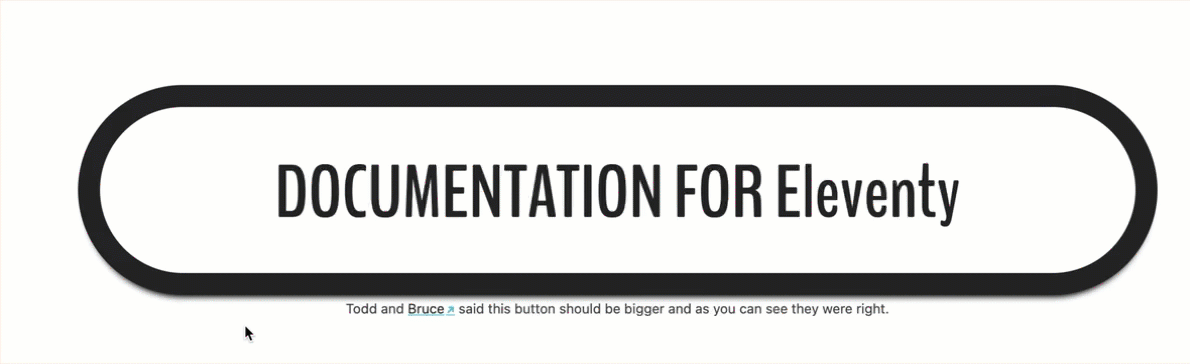 DOCUMENTATION FOR Eleventy
Todd and Bruce said this button should be bigger and as you can see they were right.